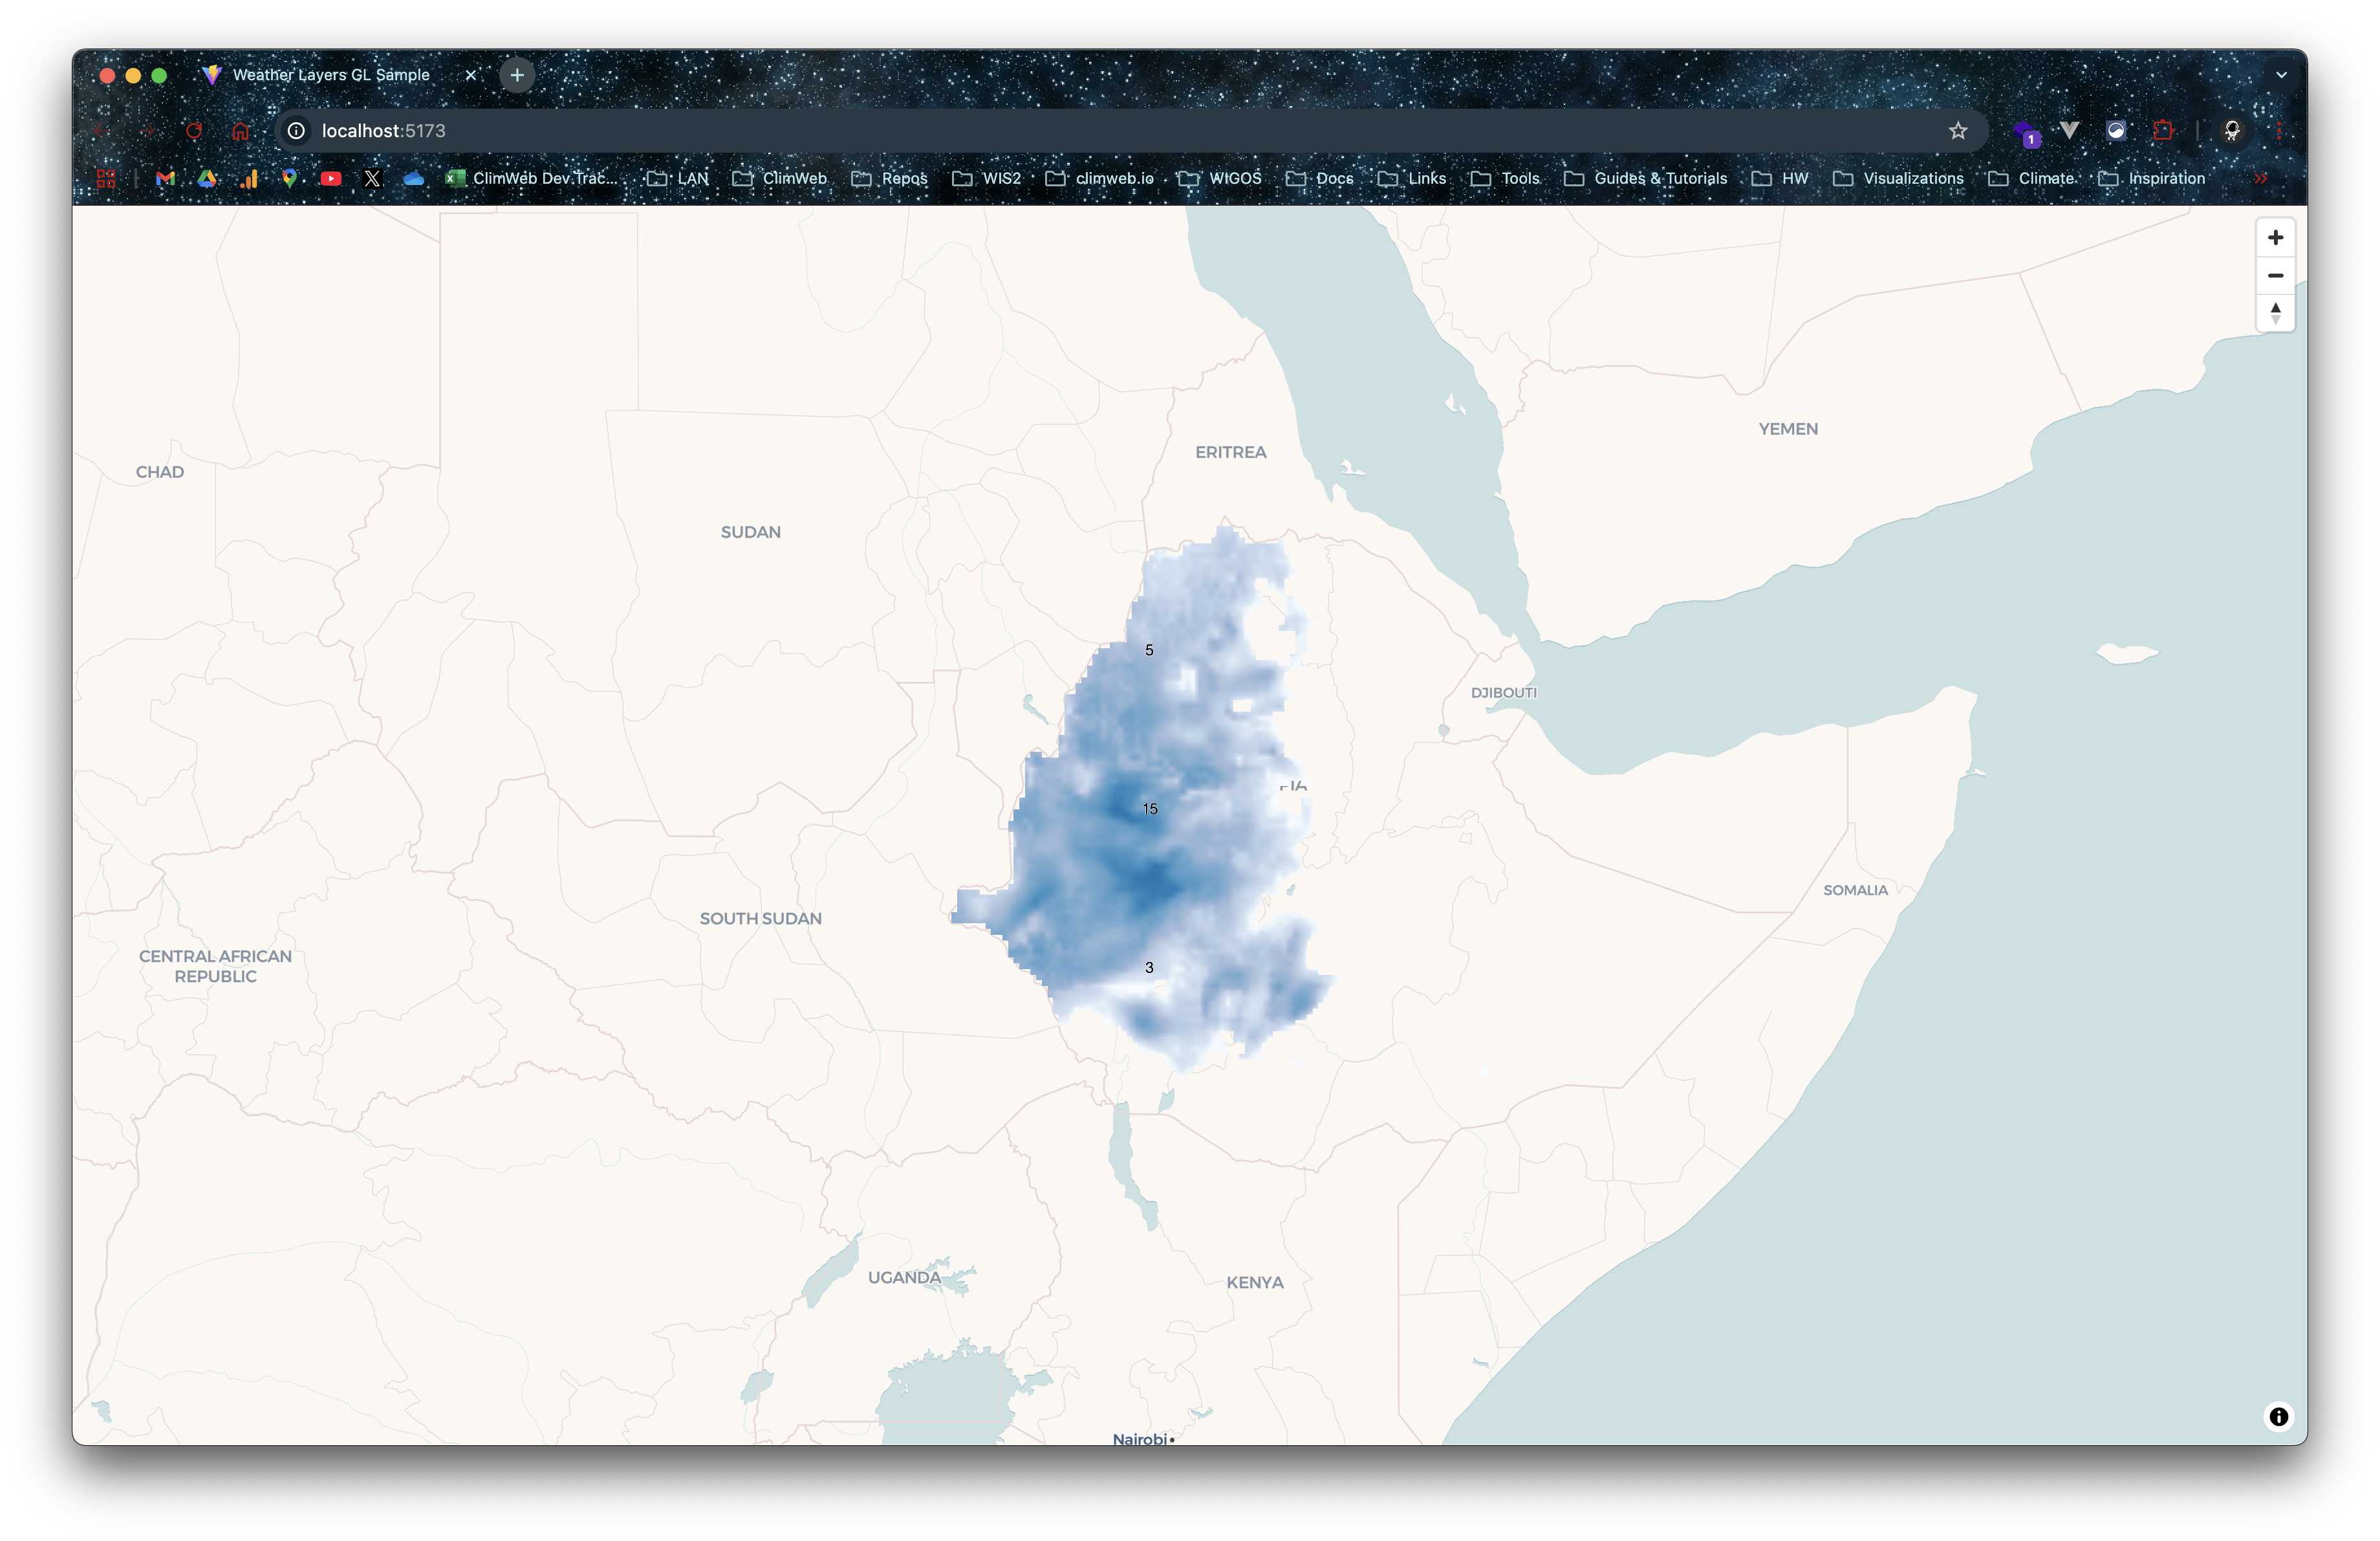 Weather Layers GL Sample
localhost:5173
1
ClimWeb Dev Trac...
LAN
ClimWeb
Repos
WIS2
climweb.io
WIGOS
Docs
Links
Tools
Guides & Tutorials
HW
Visualizations
Climate
Inspiration
YEMEN
ERITREA
CHAD
SUDAN
5
DJIBOUTI
15
SOMALIA
SOUTH SUDAN
CENTRAL AFRICAN
REPUBLIC
3
UGANDA
KENYA
Nairobi